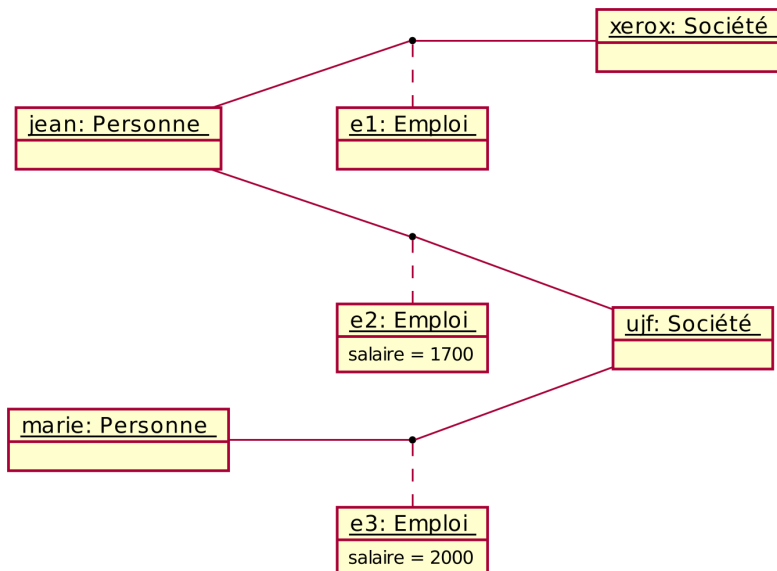 xerox: Société
jean: Personne
e1: Emploi
e2: Emploi
salaire = 1700
ujf: Société
marie: Personne
e3: Emploi
salaire = 2000